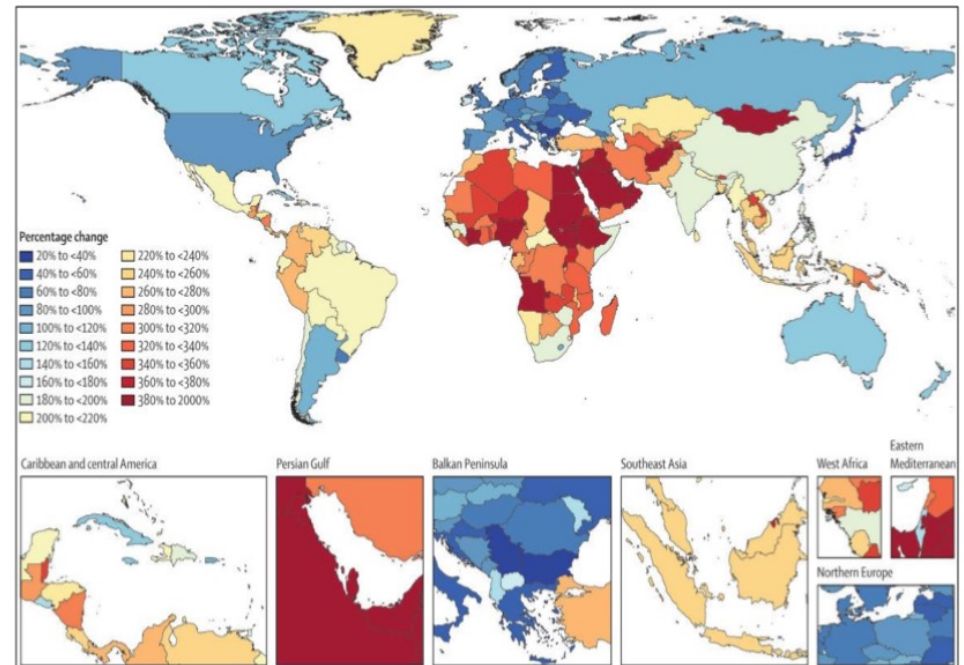 Percentage change
20% to <40%
40% to <60%
60% to <80%
80% to <100%
100% to <120%
120% to <140%
140% to <160%
160% to <180%
180% to <200%
200% to <220%
220% to <240%
240% to <260%
260% to <280%
280% to <300%
300% to <320%
320% to <340%
340% to <360%
360% to <380%
380% to 2000%
Caribbean and central America
Persian Gulf
Balkan Peninsula
Southeast Asia
West Africa
Eastern
Mediterranean
Northern Europe